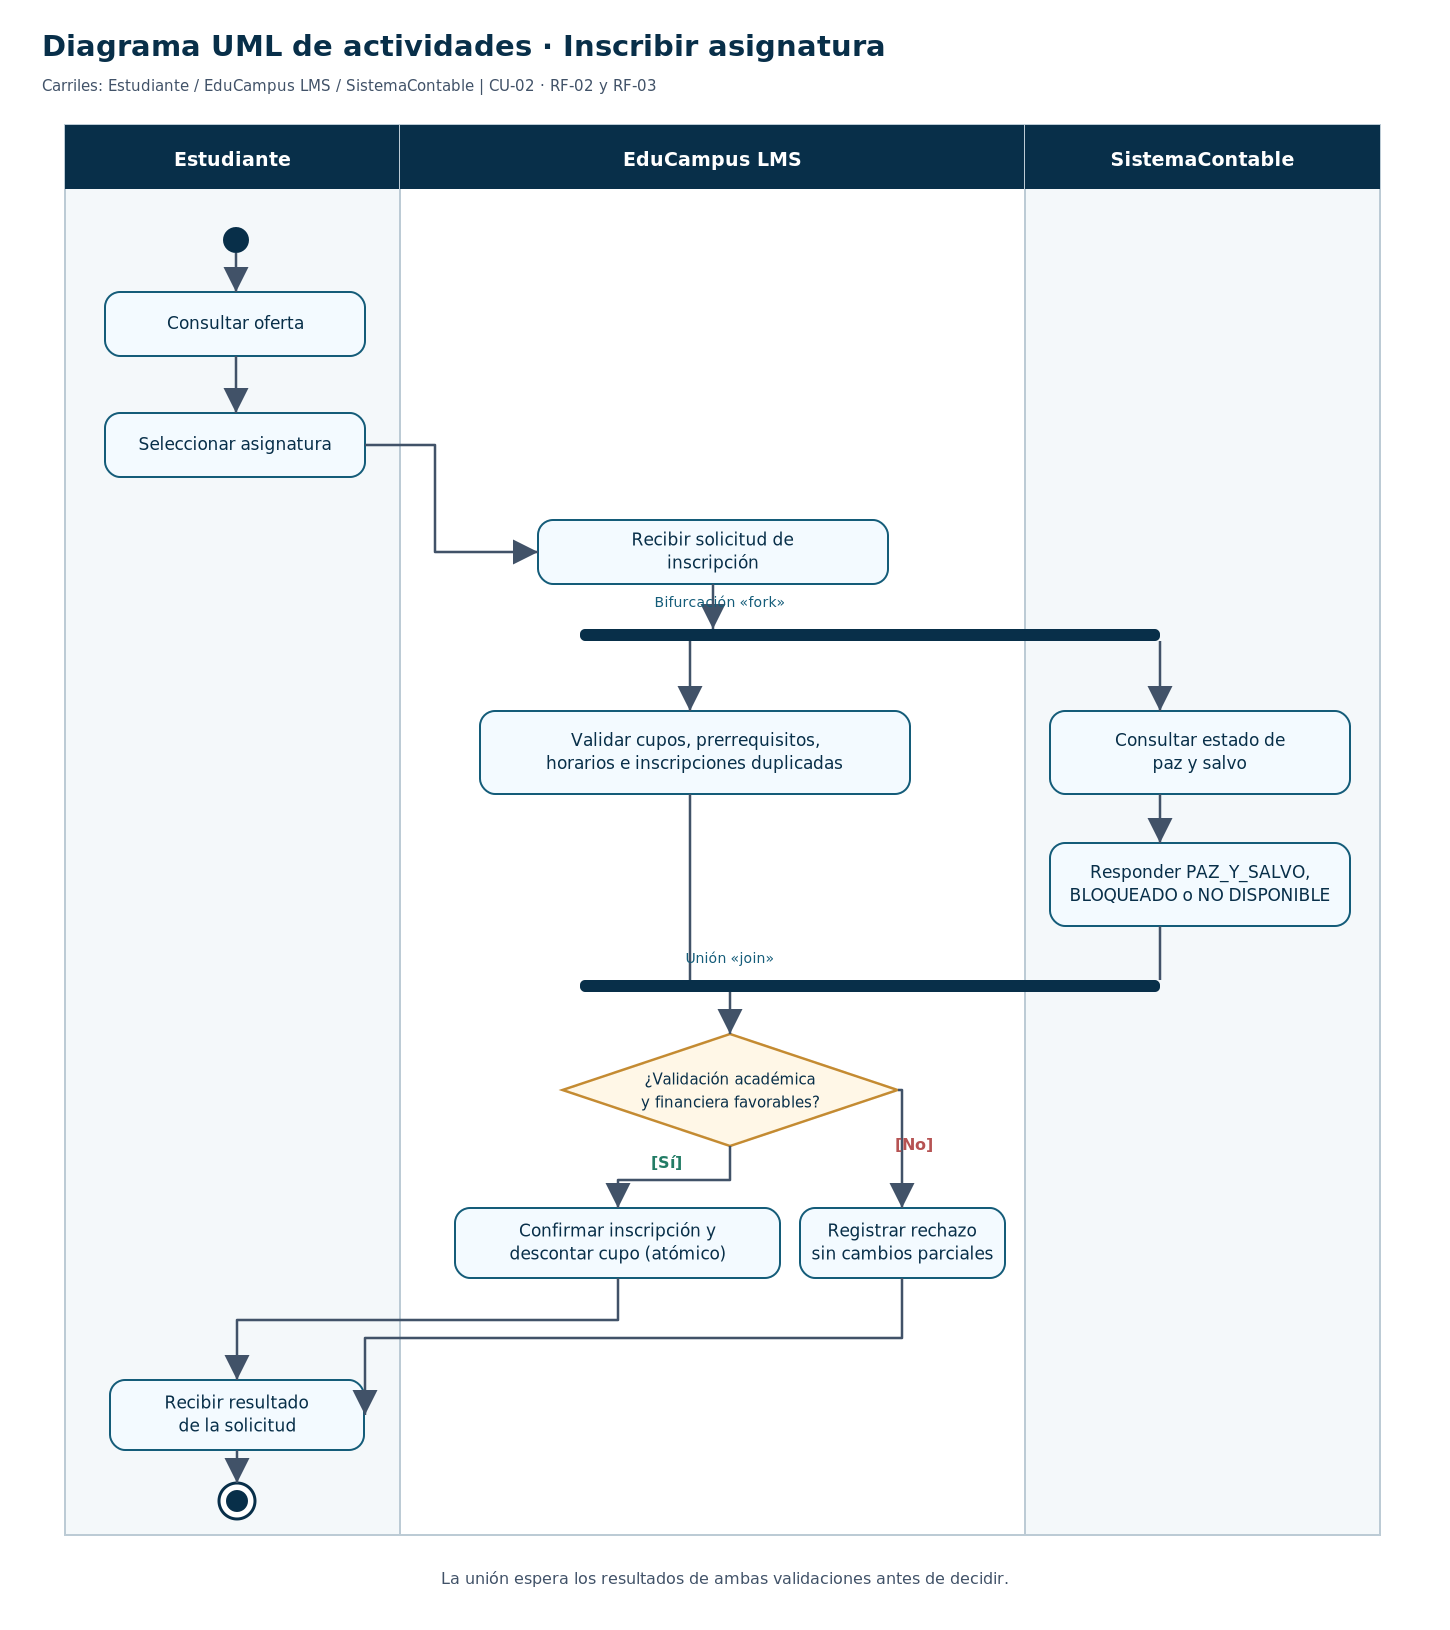 Diagrama UML de actividades · Inscribir asignatura
Carriles: Estudiante / EduCampus LMS / SistemaContable | CU-02 · RF-02 y RF-03
Estudiante
EduCampus LMS
SistemaContable
Consultar oferta
Seleccionar asignatura
Recibir solicitud de
inscripción
Bifurcación «fork»
Validar cupos, prerrequisitos,
horarios e inscripciones duplicadas
Consultar estado de
paz y salvo
Responder PAZ_Y_SALVO,
BLOQUEADO o NO DISPONIBLE
Unión «join»
¿Validación académica
y financiera favorables?
[No]
[Sí]
Confirmar inscripción y
descontar cupo (atómico)
Registrar rechazo
sin cambios parciales
Recibir resultado
de la solicitud
La unión espera los resultados de ambas validaciones antes de decidir.